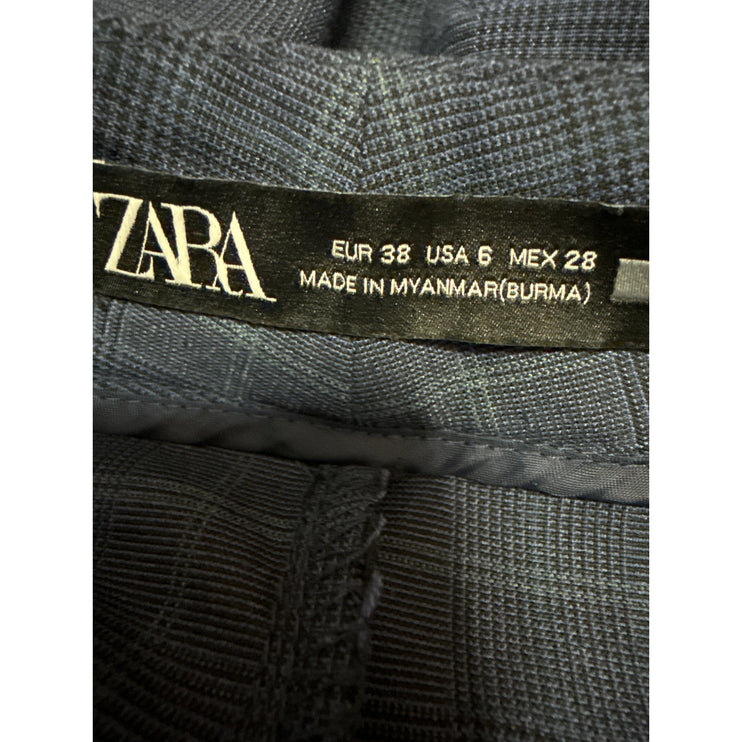 ZARA
EUR 38 USA 6 MEX 28
MADE IN MYANMAR(BURMA)